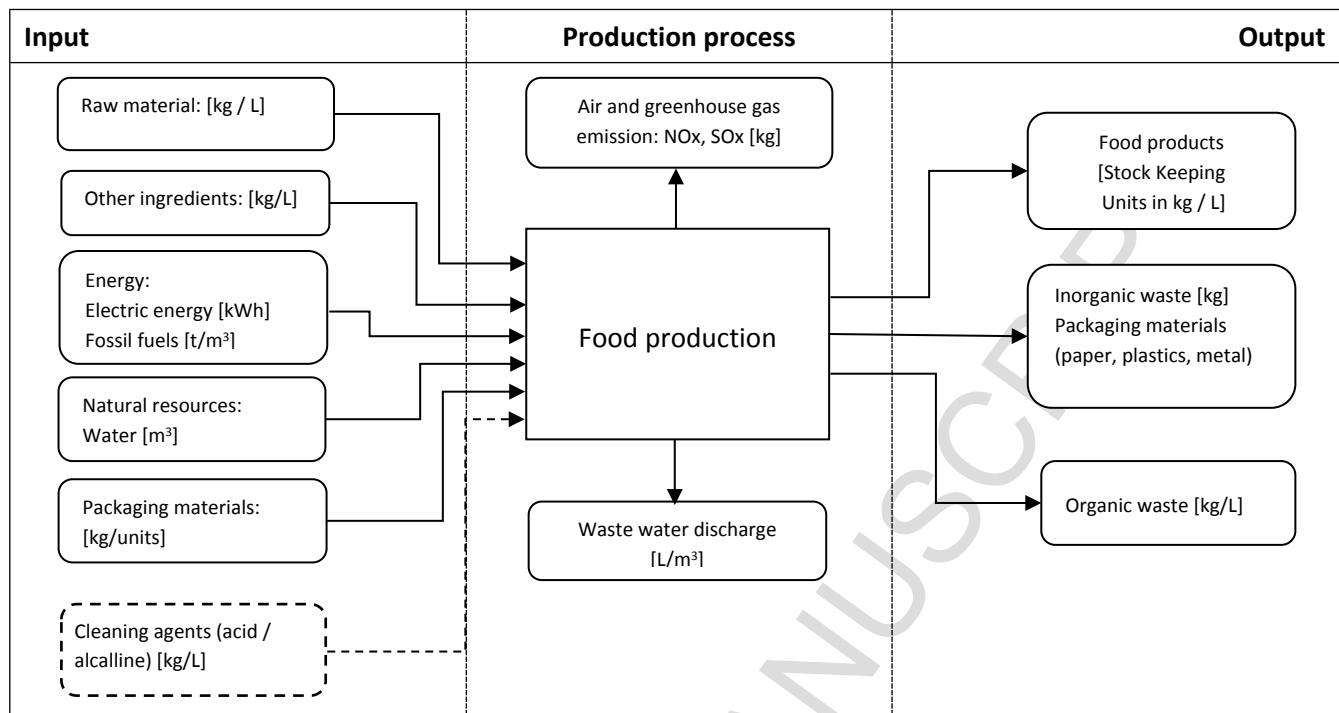 Input
Production process
Output
Raw material: [kg / L]
Other ingredients: [kg/L]
Energy:
Electric energy [kWh]
Fossil fuels [t/m³]
Natural resources:
Water [m³]
Packaging materials:
[kg/units]
Cleaning agents (acid /
alcalline) [kg/L]
Air and greenhouse gas
emission: NOx, SOx [kg]
Food production
Waste water discharge
[L/m³]
Food products
[Stock Keeping
Units in kg / L]
Inorganic waste [kg]
Packaging materials
(paper, plastics, metal)
Organic waste [kg/L]